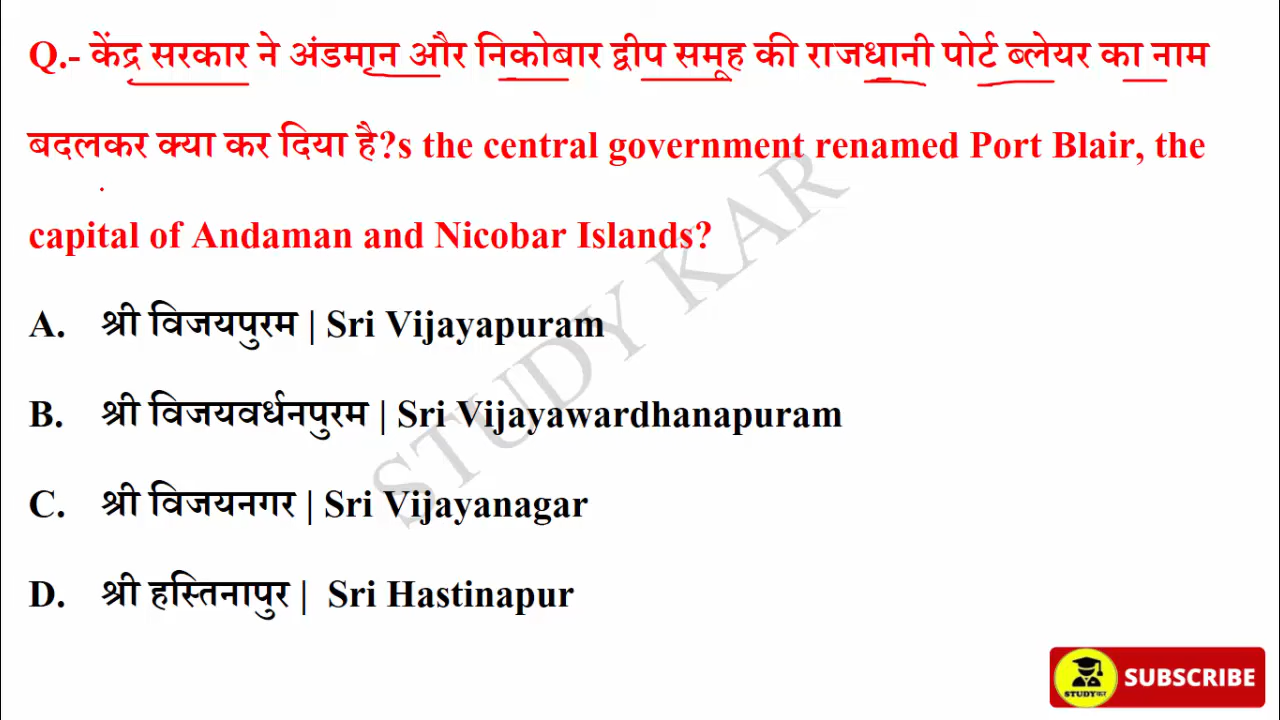 Q.- केंद्र सरकार ने अंडमान और निकोबार द्वीप समूह की राजधानी पोर्ट ब्लेयर का नाम
बदलकर क्या कर दिया है?s the central government renamed Port Blair, the
capital of Andaman and Nicobar Islands?
A. श्री विजयपुरम | Sri Vijayapuram
B. श्री विजयवर्धनपुरम | Sri Vijayawardhanapuram
C. श्री विजयनगर | Sri Vijayanagar
D. श्री हस्तिनापुर | Sri Hastinapur
STUDY KAR
STUDYकर
SUBSCRIBE